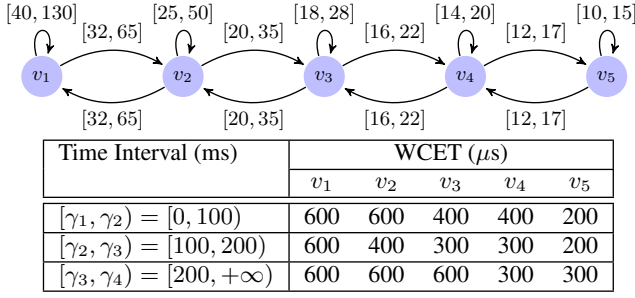 [40, 130] [25, 50] [18, 28] [14, 20] [10, 15]
[32, 65] [20, 35] [16, 22] [12, 17]
v1 v2 v3 v4 v5
[32, 65] [20, 35] [16, 22] [12, 17]
Time Interval (ms) WCET (μs)
v1 v2 v3 v4 v5
[γ1, γ2) = [0, 100) 600 600 400 400 200
[γ2, γ3) = [100, 200) 600 400 300 300 200
[γ3, γ4) = [200, +∞) 600 600 600 300 300